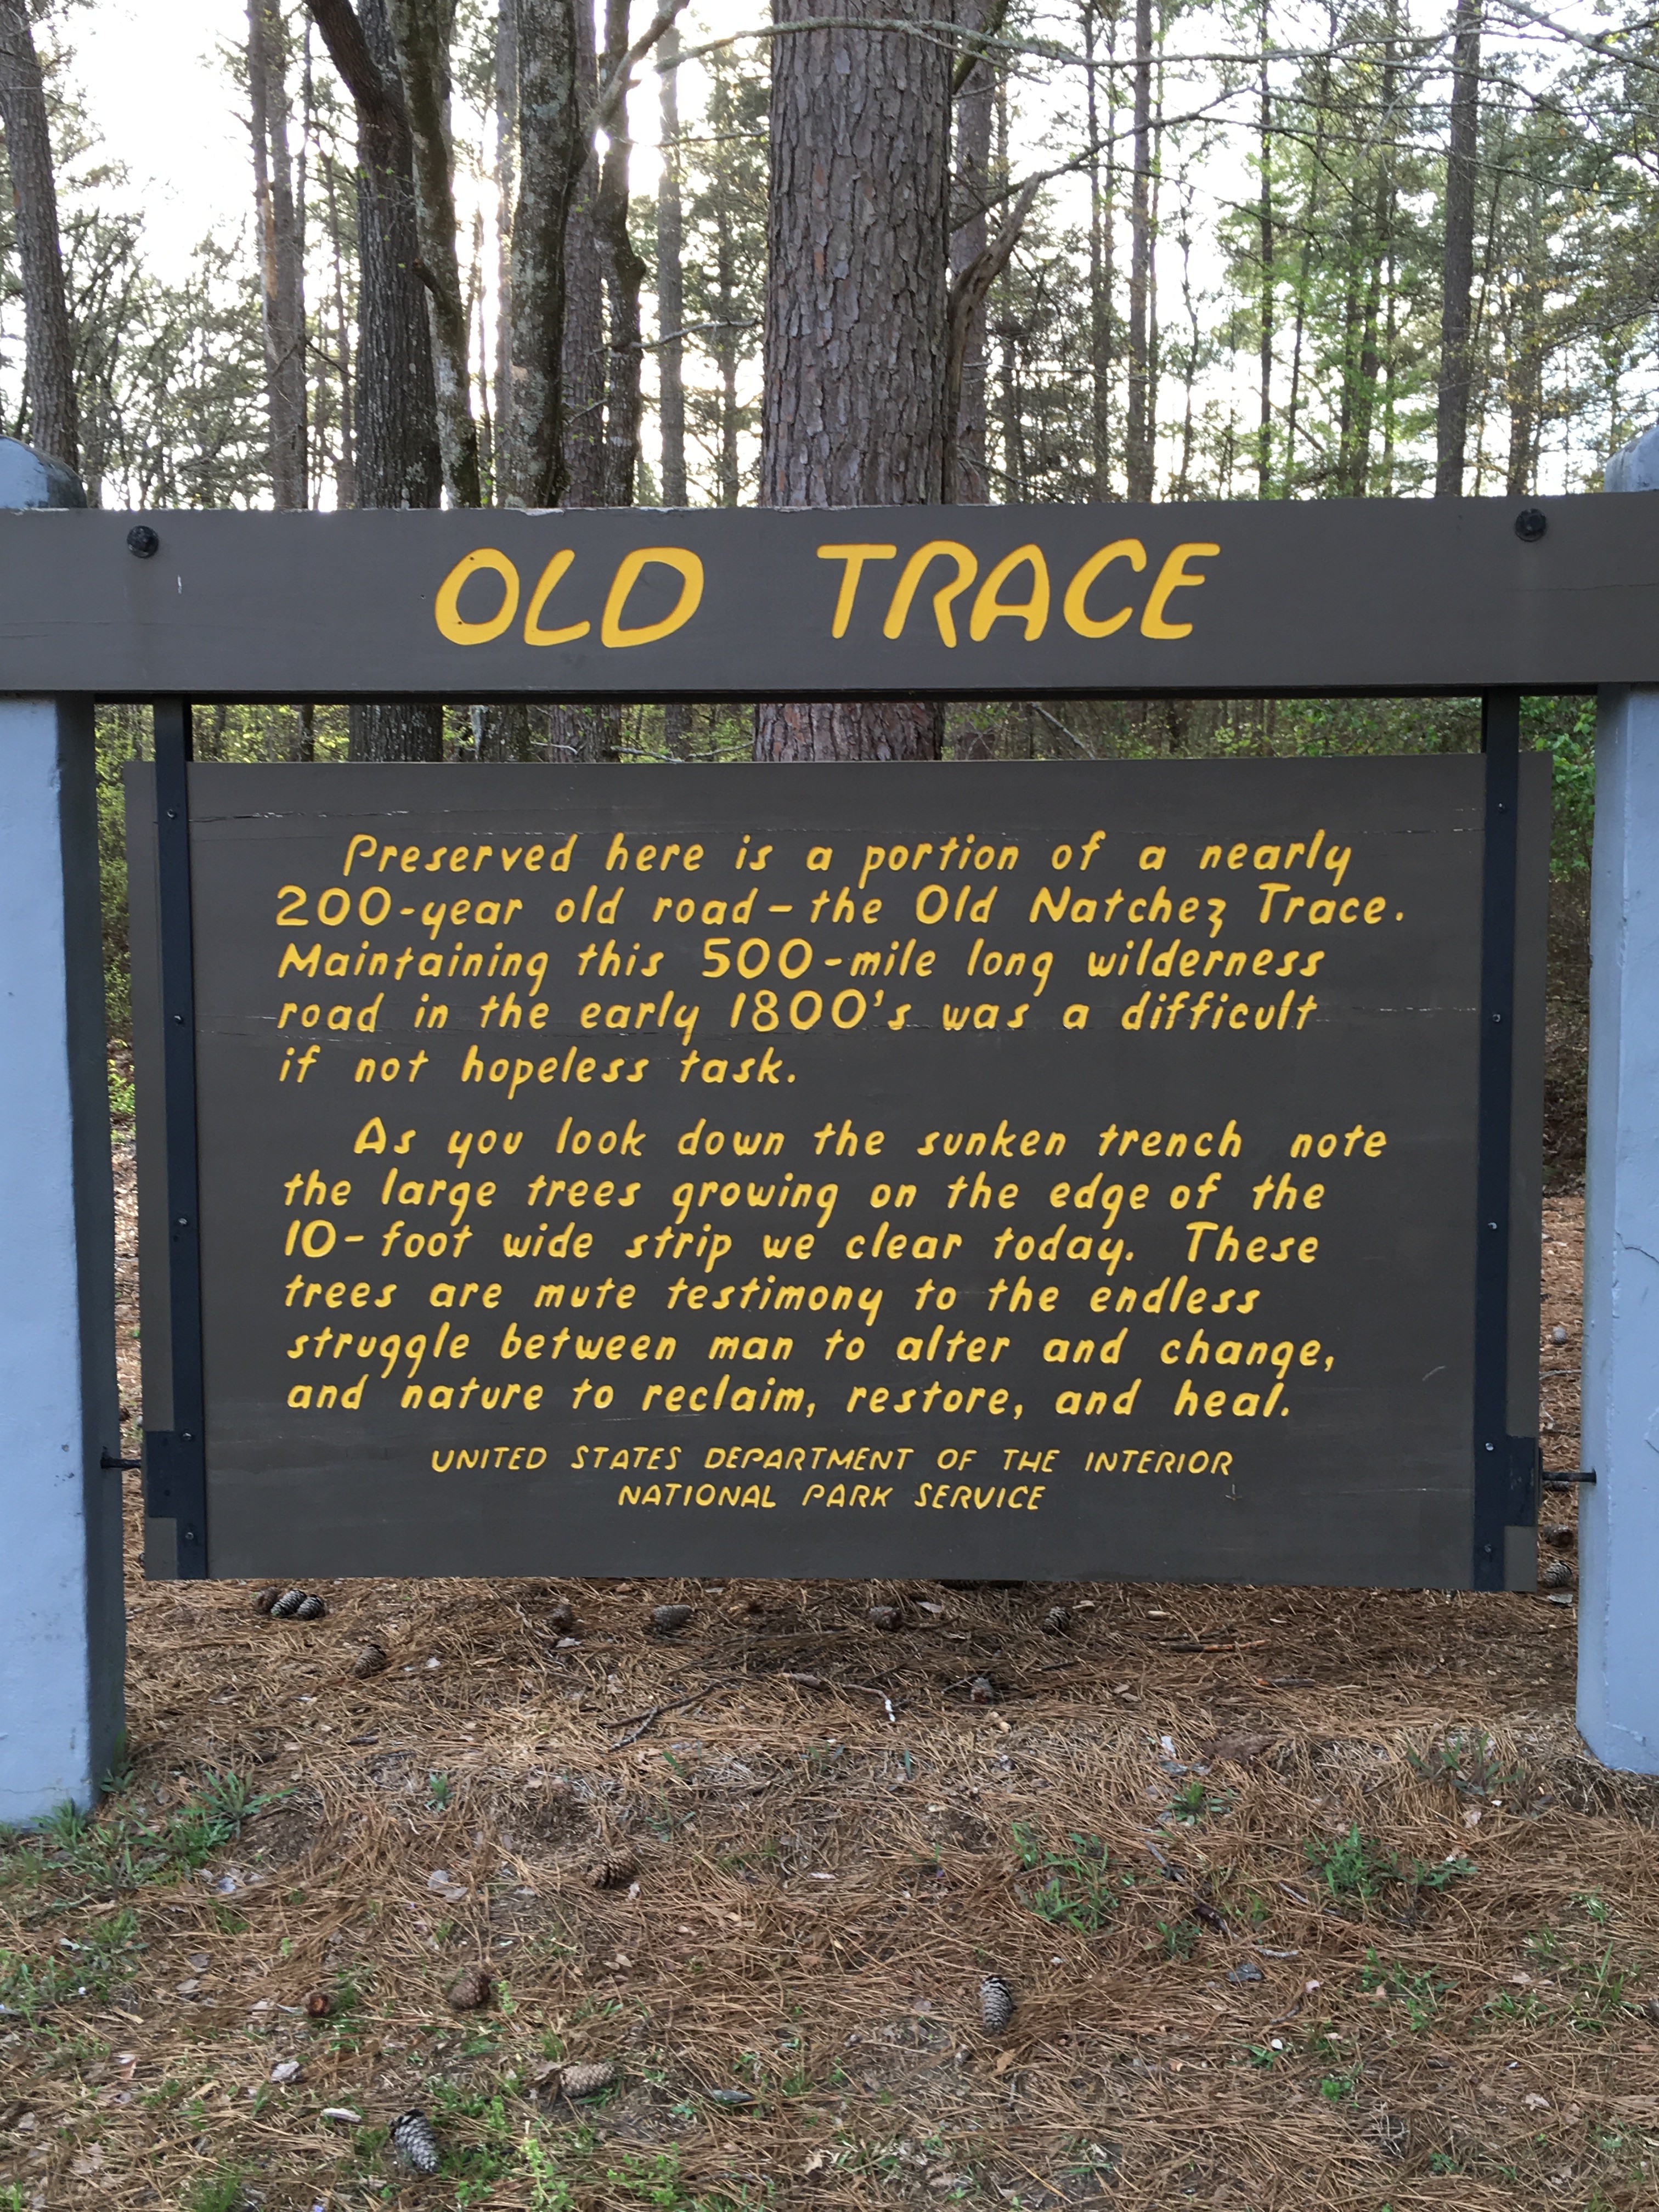 OLD TRACE
Preserved here is a portion of a nearly
200-year old road – the Old Natchez Trace.
Maintaining this 500-mile long wilderness
road in the early 1800's was a difficult
if not hopeless task.
As you look down the sunken trench note
the large trees growing on the edge of the
10-foot wide strip we clear today. These
trees are mute testimony to the endless
struggle between man to alter and change,
and nature to reclaim, restore, and heal.
UNITED STATES DEPARTMENT OF THE INTERIOR
NATIONAL PARK SERVICE